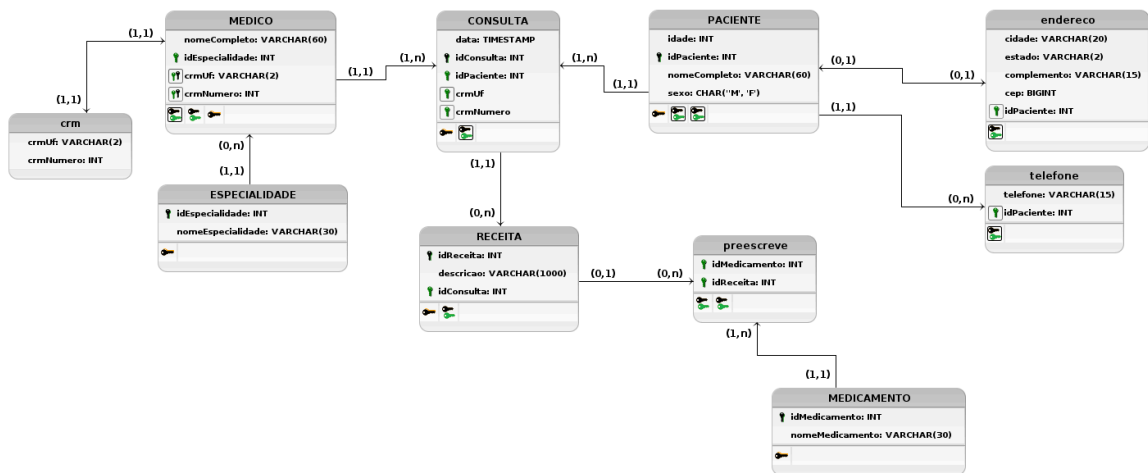 MEDICO
nomeCompleto: VARCHAR(60)
idEspecialidade: INT
crmUf: VARCHAR(2)
crmNumero: INT
(1,1)
(1,1)
crm
crmUf: VARCHAR(2)
crmNumero: INT
(0,n)
(1,1)
ESPECIALIDADE
idEspecialidade: INT
nomeEspecialidade: VARCHAR(30)
(1,1)
(1,n)
CONSULTA
data: TIMESTAMP
idConsulta: INT
idPaciente: INT
crmUf
crmNumero
(1,n)
(1,1)
PACIENTE
idade: INT
idPaciente: INT
nomeCompleto: VARCHAR(60)
sexo: CHAR("M', 'F')
(0,1)
(0,1)
endereco
cidade: VARCHAR(20)
estado: VARCHAR(2)
complemento: VARCHAR(15)
cep: BIGINT
idPaciente: INT
(1,1)
(0,n)
telefone
telefone: VARCHAR(15)
idPaciente: INT
(1,1)
(0,n)
RECEITA
idReceita: INT
descricao: VARCHAR(1000)
idConsulta: INT
(0,1)
(0,n)
preescreve
idMedicamento: INT
idReceita: INT
(1,n)
(1,1)
MEDICAMENTO
idMedicamento: INT
nomeMedicamento: VARCHAR(30)